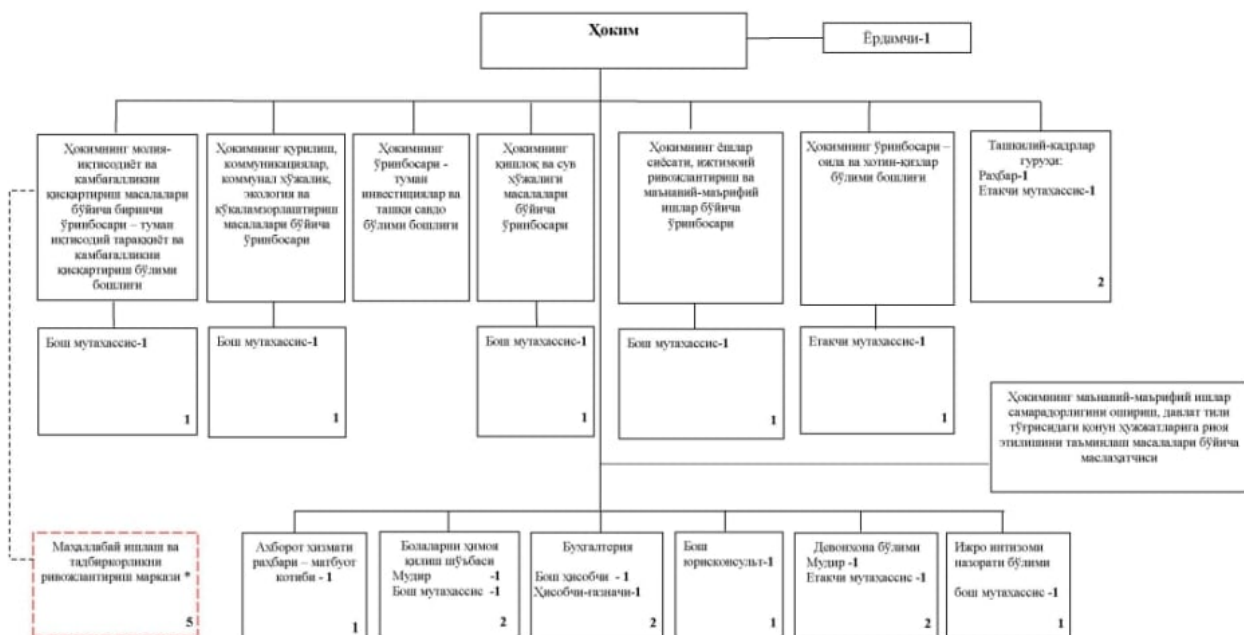 Ҳоким
Ёрдамчи-1
Ҳокимнинг молия-
иқтисодиёт ва
камбағалликни
қисқартириш масалалари
бўйича биринчи
ўринбосари – туман
иқтисодий тараққиёт ва
камбағалликни
қисқартириш бўлими
бошлиғи
Ҳокимнинг қурилиш,
коммуникациялар,
коммунал хўжалик,
экология ва
кўкаламзорлаштириш
масалалари бўйича
ўринбосари
Ҳокимнинг
ўринбосари -
туман
инвестициялар ва
ташқи савдо
бўлими бошлиғи
Ҳокимнинг
қишлоқ ва сув
хўжалиги
масалалари
бўйича
ўринбосари
Ҳокимнинг ёшлар
сиёсати, ижтимоий
ривожлантириш ва
маънавий-маърифий
ишлар бўйича
ўринбосари
Ҳокимнинг ўринбосари –
оила ва хотин-қизлар
бўлими бошлиғи
Ташкилий-кадрлар
гуруҳи:
Раҳбар-1
Етакчи мутахассис-1
2
Бош мутахассис-1
1
Бош мутахассис-1
1
Бош мутахассис-1
1
Бош мутахассис-1
1
Етакчи мутахассис-1
1
Ҳокимнинг маънавий-маърифий ишлар
самарадорлигини ошириш, давлат тили
тўғрисидаги қонун ҳужжатларига риоя
этилишини таъминлаш масалалари бўйича
маслаҳатчиси
Маҳаллабай ишлаш ва
тадбиркорликни
ривожлантириш маркази *
5
Ахборот хизмати
раҳбари – матбуот
котиби - 1
1
Болаларни ҳимоя
қилиш шўъбаси
Мудир -1
Бош мутахассис -1
2
Бухгалтерия
Бош ҳисобчи - 1
Ҳисобчи-ғазначи-1
2
Бош
юрисконсульт-1
1
Девонхона бўлими
Мудир -1
Етакчи мутахассис -1
2
Ижро интизоми
назорати бўлими
бош мутахассис -1
1